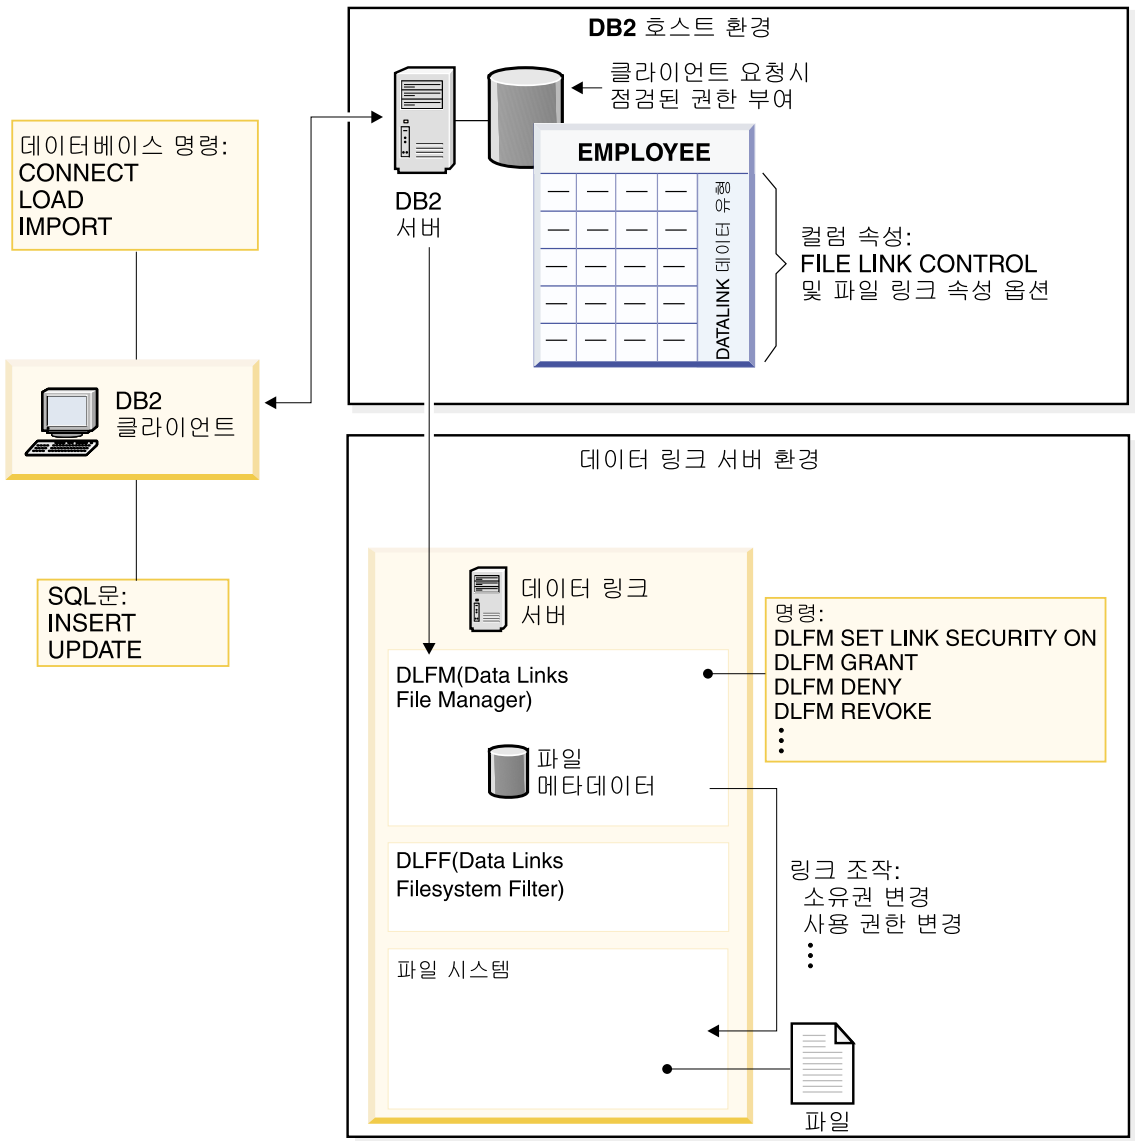 DB2 호스트 환경
클라이언트 요청시
점검된 권한 부여
데이터베이스 명령:
CONNECT
LOAD
IMPORT
DB2
서버
EMPLOYEE
DATALINK 데이터 유형
컬럼 속성:
FILE LINK CONTROL
및 파일 링크 속성 옵션
DB2
클라이언트
SQL문:
INSERT
UPDATE
데이터 링크 서버 환경
데이터 링크
서버
DLFM(Data Links
File Manager)
파일
메타데이터
명령:
DLFM SET LINK SECURITY ON
DLFM GRANT
DLFM DENY
DLFM REVOKE
DLFF(Data Links
Filesystem Filter)
링크 조작:
소유권 변경
사용 권한 변경
파일 시스템
파일